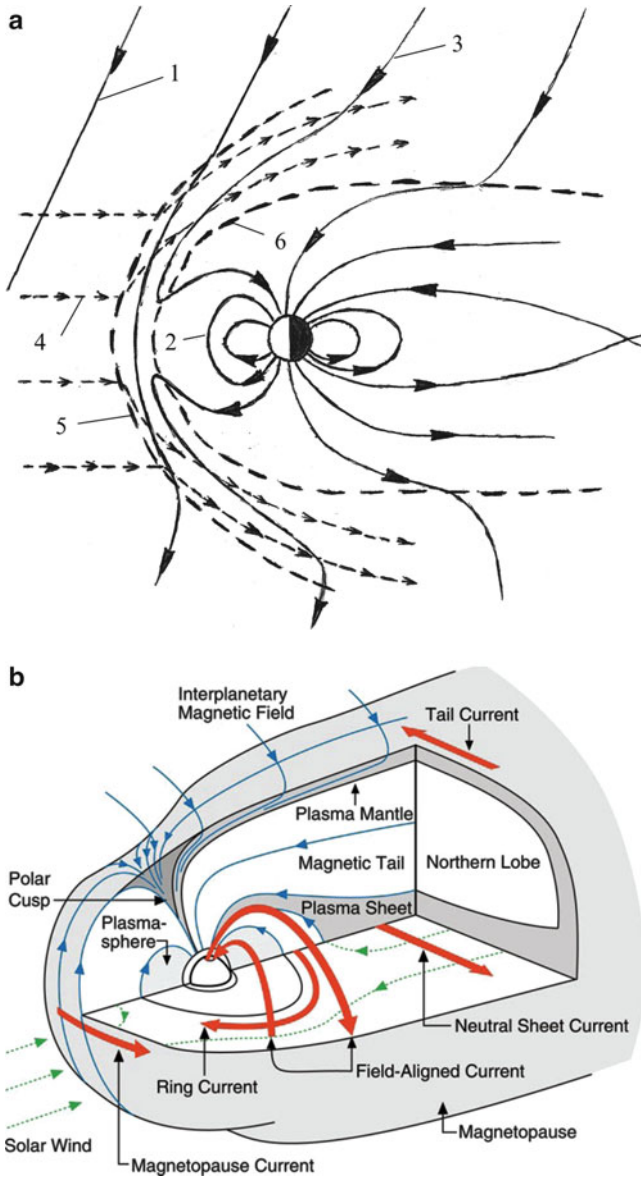 a
1
3
6
4
2
5
b
Interplanetary
Magnetic Field
Tail Current
Plasma Mantle
Magnetic Tail
Northern Lobe
Polar
Cusp
Plasma-
sphere
Plasma Sheet
Neutral Sheet Current
Ring Current
Field-Aligned Current
Solar Wind
Magnetopause
Magnetopause Current